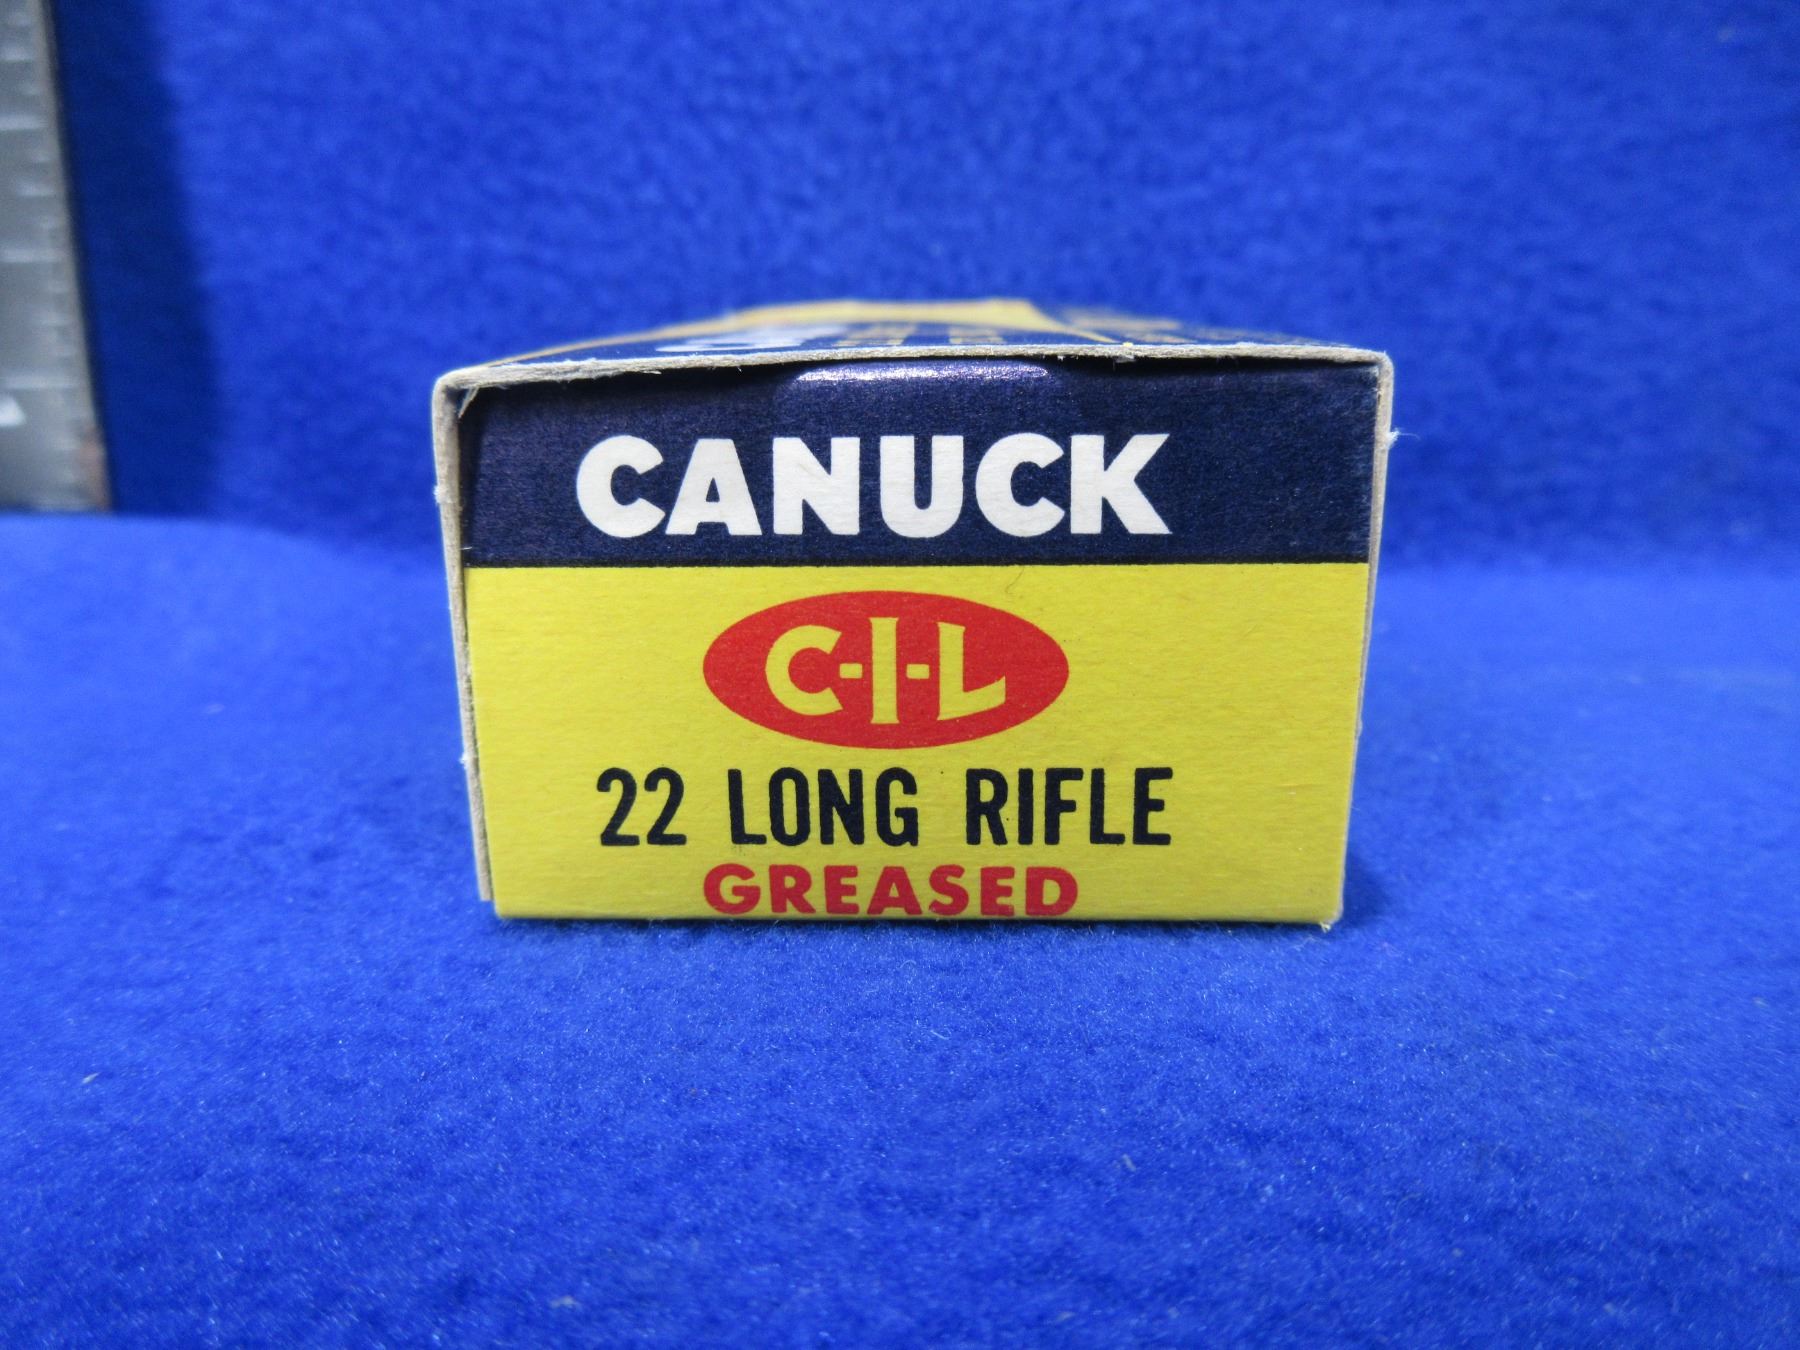 CANUCK
C-I-L
22 LONG RIFLE
GREASED